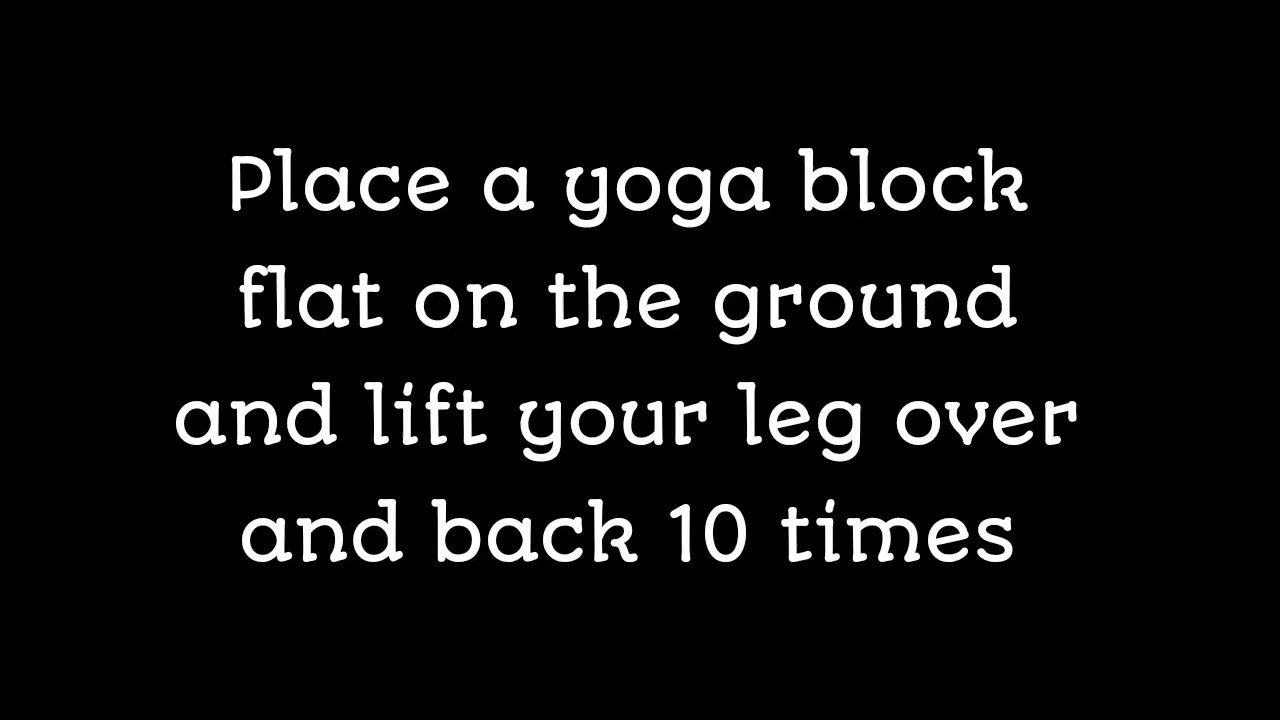 Place a yoga block
flat on the ground
and lift your leg over
and back 10 times